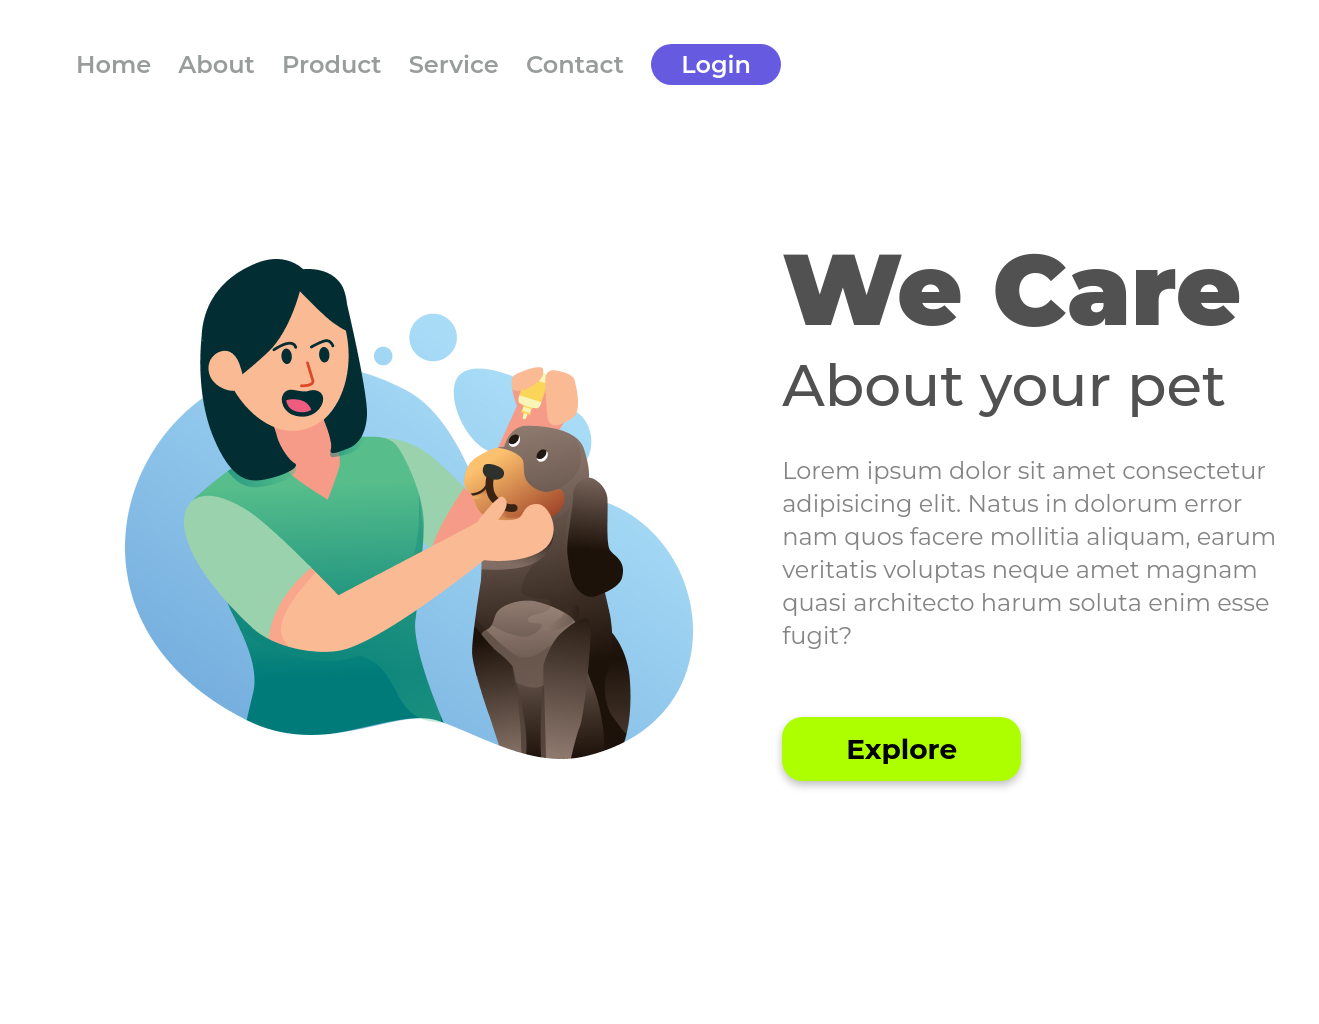 Home About Product Service Contact Login
We Care
About your pet
Lorem ipsum dolor sit amet consectetur
adipisicing elit. Natus in dolorum error
nam quos facere mollitia aliquam, earum
veritatis voluptas neque amet magnam
quasi architecto harum soluta enim esse
fugit?
Explore